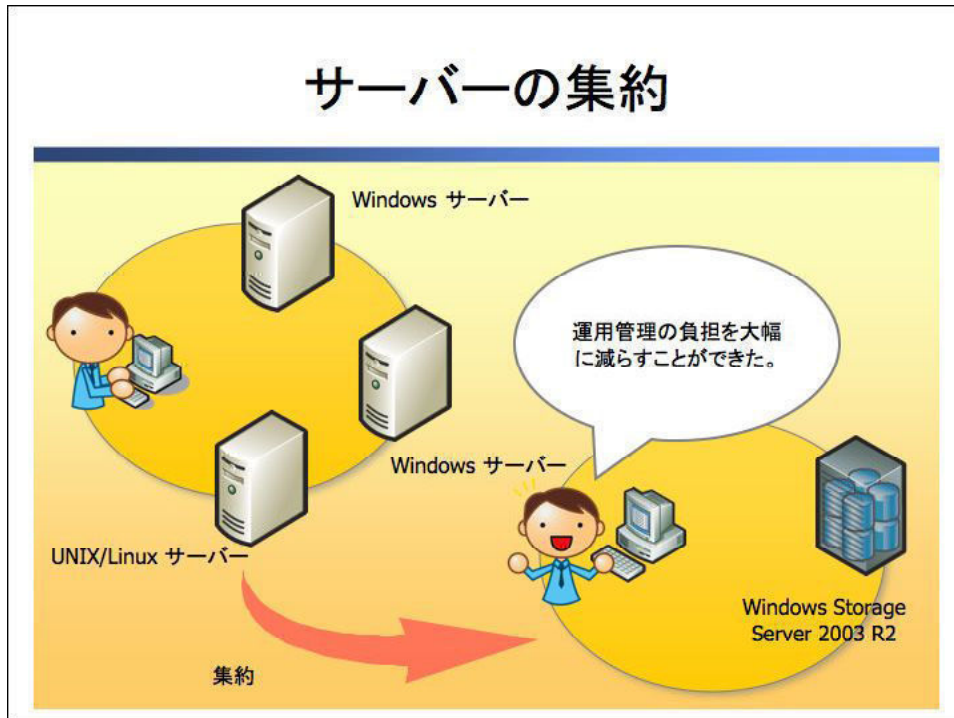 サーバーの集約
Windows サーバー
運用管理の負担を大幅
に減らすことができた。
Windows サーバー
UNIX/Linux サーバー
Windows Storage
Server 2003 R2
集約